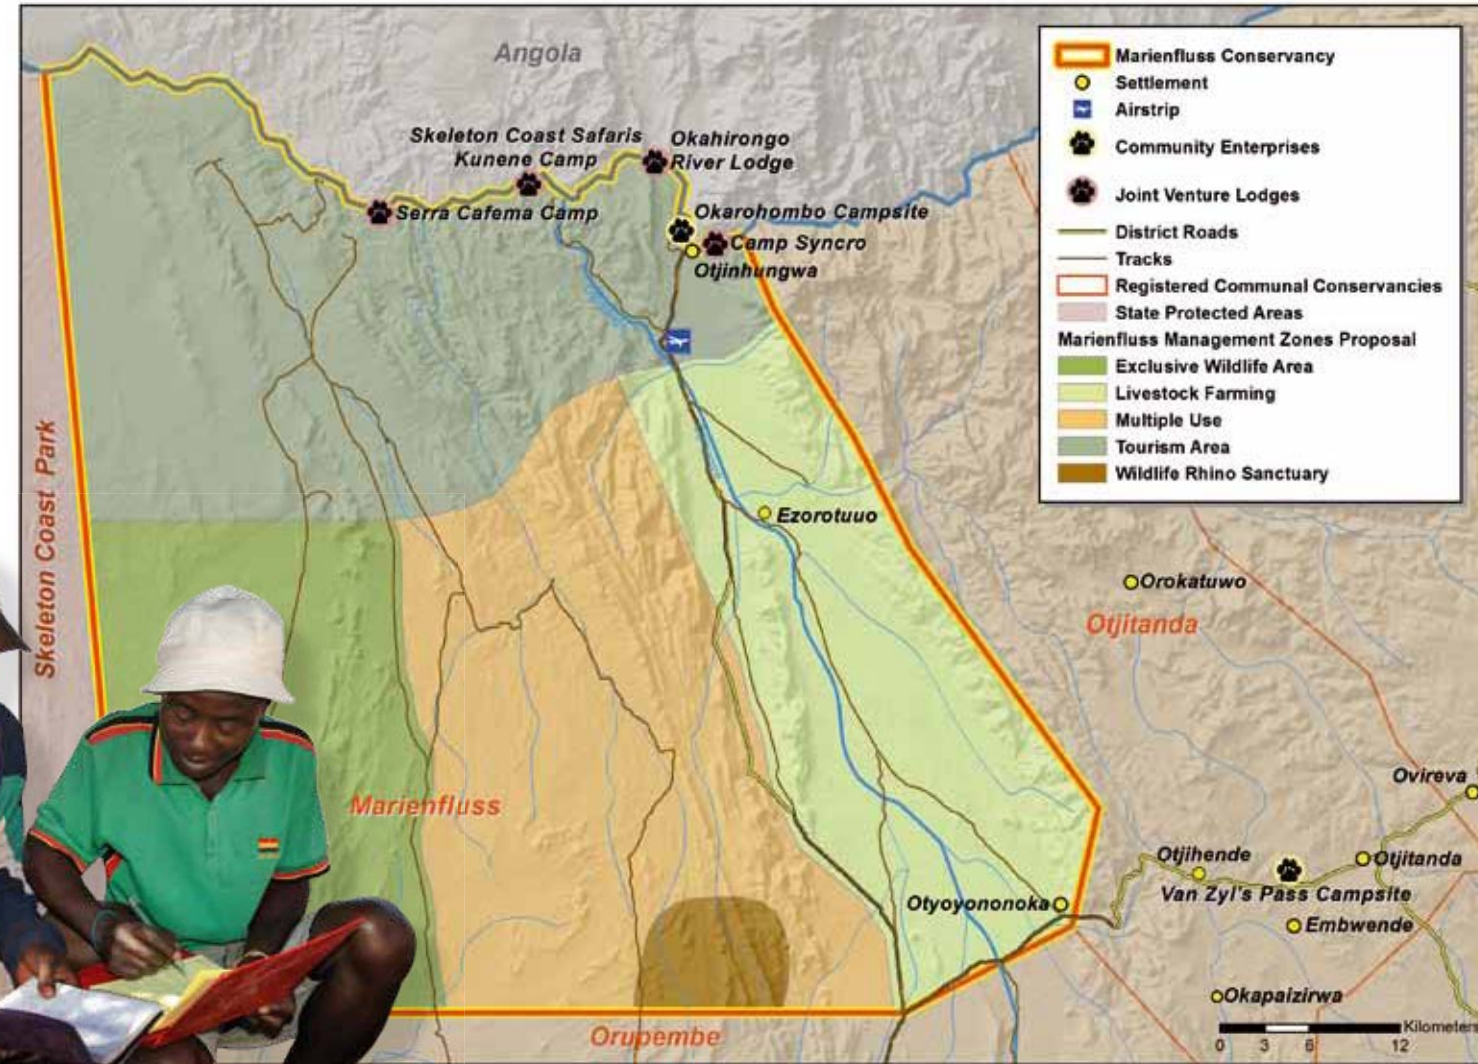 Angola
Skeleton Coast Safaris
Kunene Camp
Okahirongo
River Lodge
Serra Cafema Camp
Okarohombo Campsite
Camp Syncro
Otjinhungwa
Ezorotuuo
Skeleton Coast Park
Marienfluss
Otyoyononoka
Orupembe
Orokatuwo
Otjitanda
Ovireva
Otjihende
Otjitanda
Van Zyl's Pass Campsite
Embwende
Okapaizirwa
Kilometers
0 3 6 12
Marienfluss Conservancy
Settlement
Airstrip
Community Enterprises
Joint Venture Lodges
District Roads
Tracks
Registered Communal Conservancies
State Protected Areas
Marienfluss Management Zones Proposal
Exclusive Wildlife Area
Livestock Farming
Multiple Use
Tourism Area
Wildlife Rhino Sanctuary